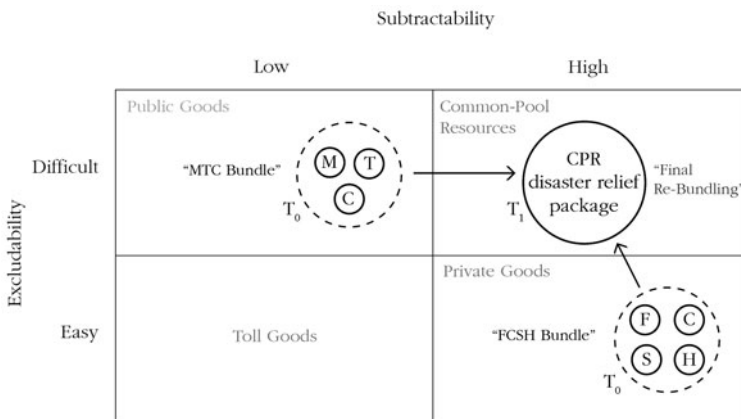 Subtractability
Low
High
Public Goods
Common-Pool
Resources
Difficult
"MTC Bundle"
M
T
C
T0
CPR
disaster relief
package
T1
"Final
Re-Bundling"
Excludability
Private Goods
Easy
Toll Goods
"FCSH Bundle"
F
C
S
H
T0